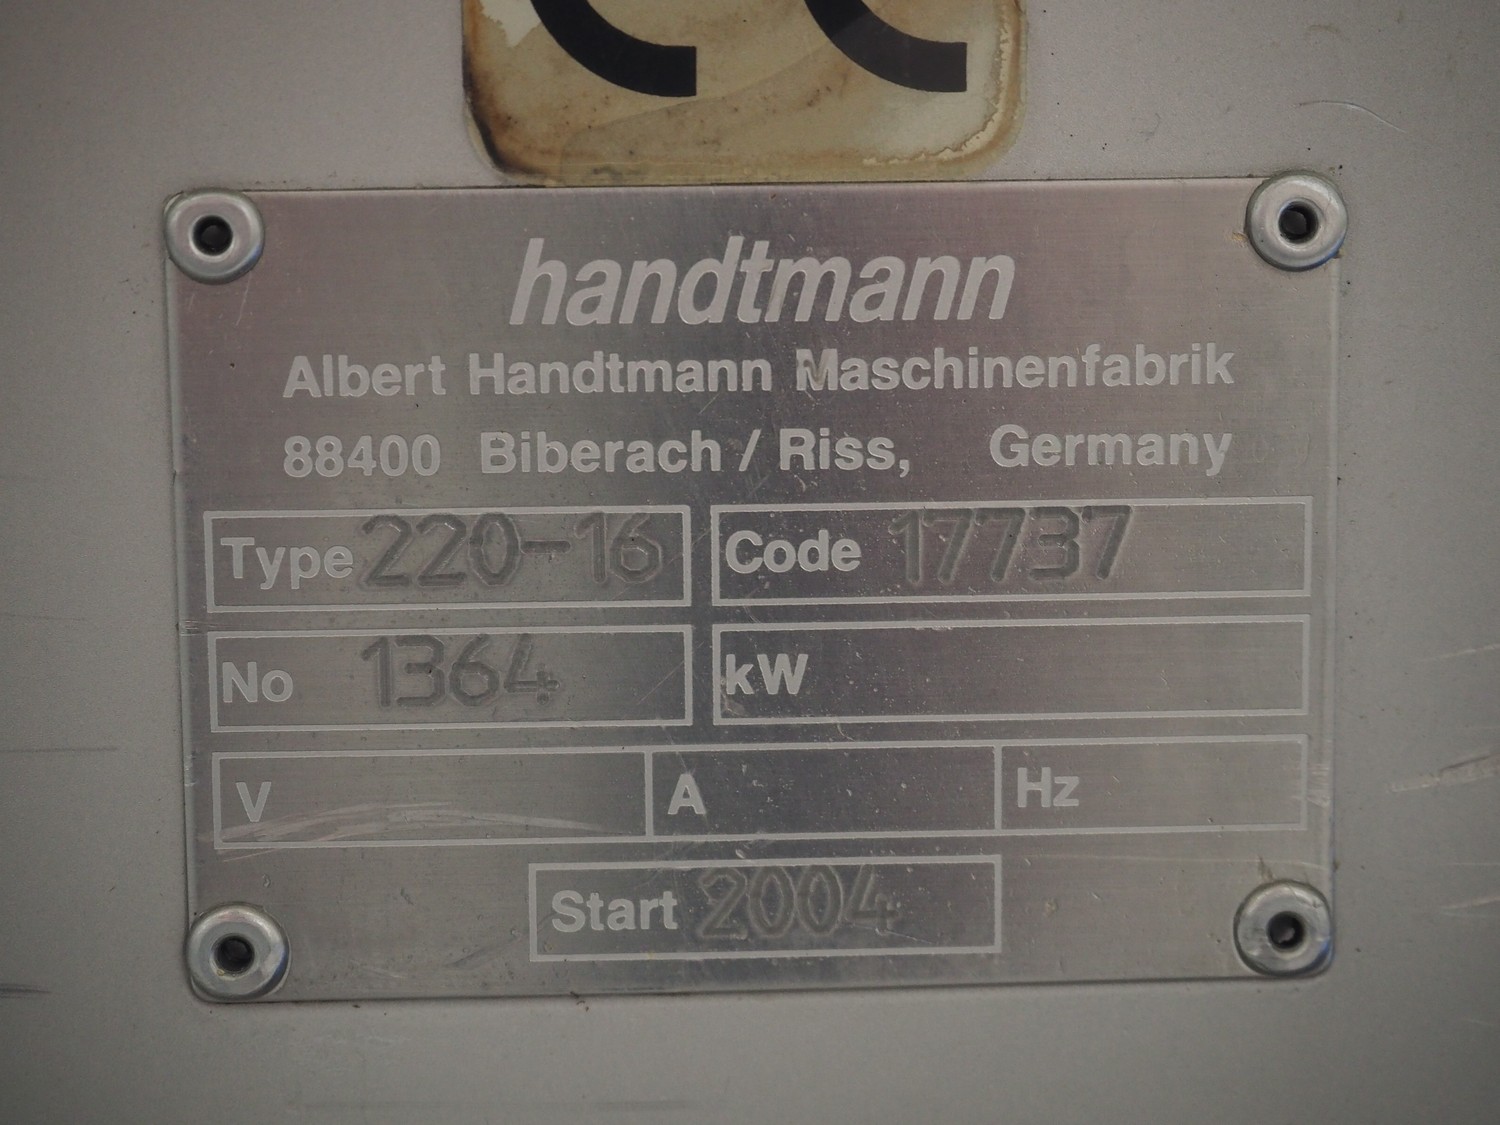 CE
handtmann
Albert Handtmann Maschinenfabrik
88400 Biberach / Riss, Germany
Type 220-16 Code 17737
No 1364 kW
V A Hz
Start 2004